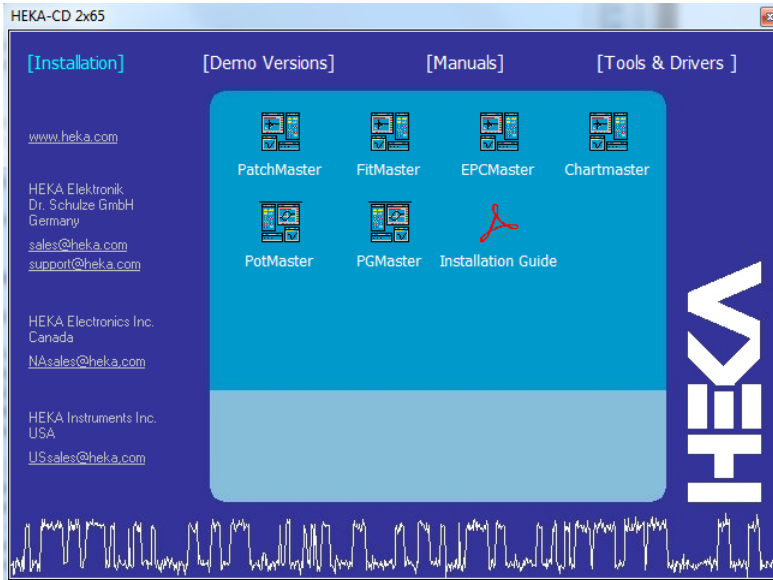 HEKA-CD 2x65
[Installation] [Demo Versions] [Manuals] [Tools & Drivers ]
www.heka.com
HEKA Elektronik
Dr. Schulze GmbH
Germany
sales@heka.com
support@heka.com
HEKA Electronics Inc.
Canada
NAsales@heka.com
HEKA Instruments Inc.
USA
USsales@heka.com
PatchMaster FitMaster EPCMaster Chartmaster
PotMaster PGMaster Installation Guide
HEKA